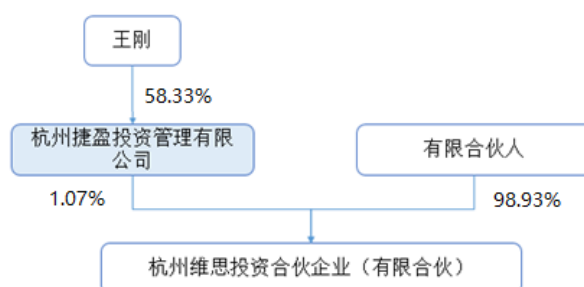 王刚
58.33%
杭州捷盈投资管理有限
公司
有限合伙人
1.07%
98.93%
杭州维思投资合伙企业（有限合伙）